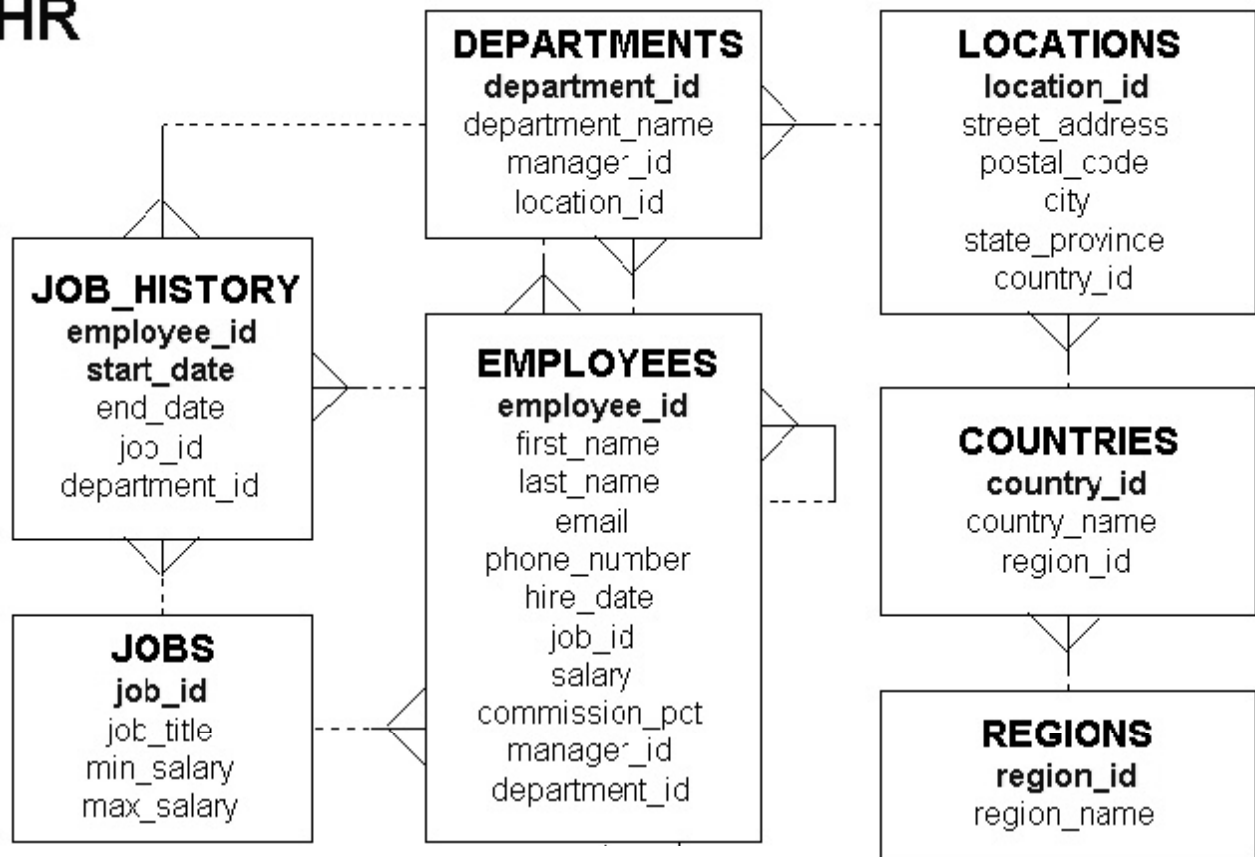 HR
DEPARTMENTS
department_id
department_name
manager_id
location_id
LOCATIONS
location_id
street_address
postal_code
city
state_province
country_id
JOB_HISTORY
employee_id
start_date
end_date
job_id
department_id
EMPLOYEES
employee_id
first_name
last_name
email
phone_number
hire_date
job_id
salary
commission_pct
manager_id
department_id
COUNTRIES
country_id
country_name
region_id
JOBS
job_id
job_title
min_salary
max_salary
REGIONS
region_id
region_name